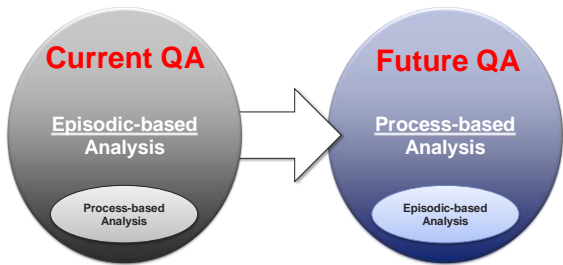 Current QA
Episodic-based
Analysis
Process-based
Analysis
Future QA
Process-based
Analysis
Episodic-based
Analysis